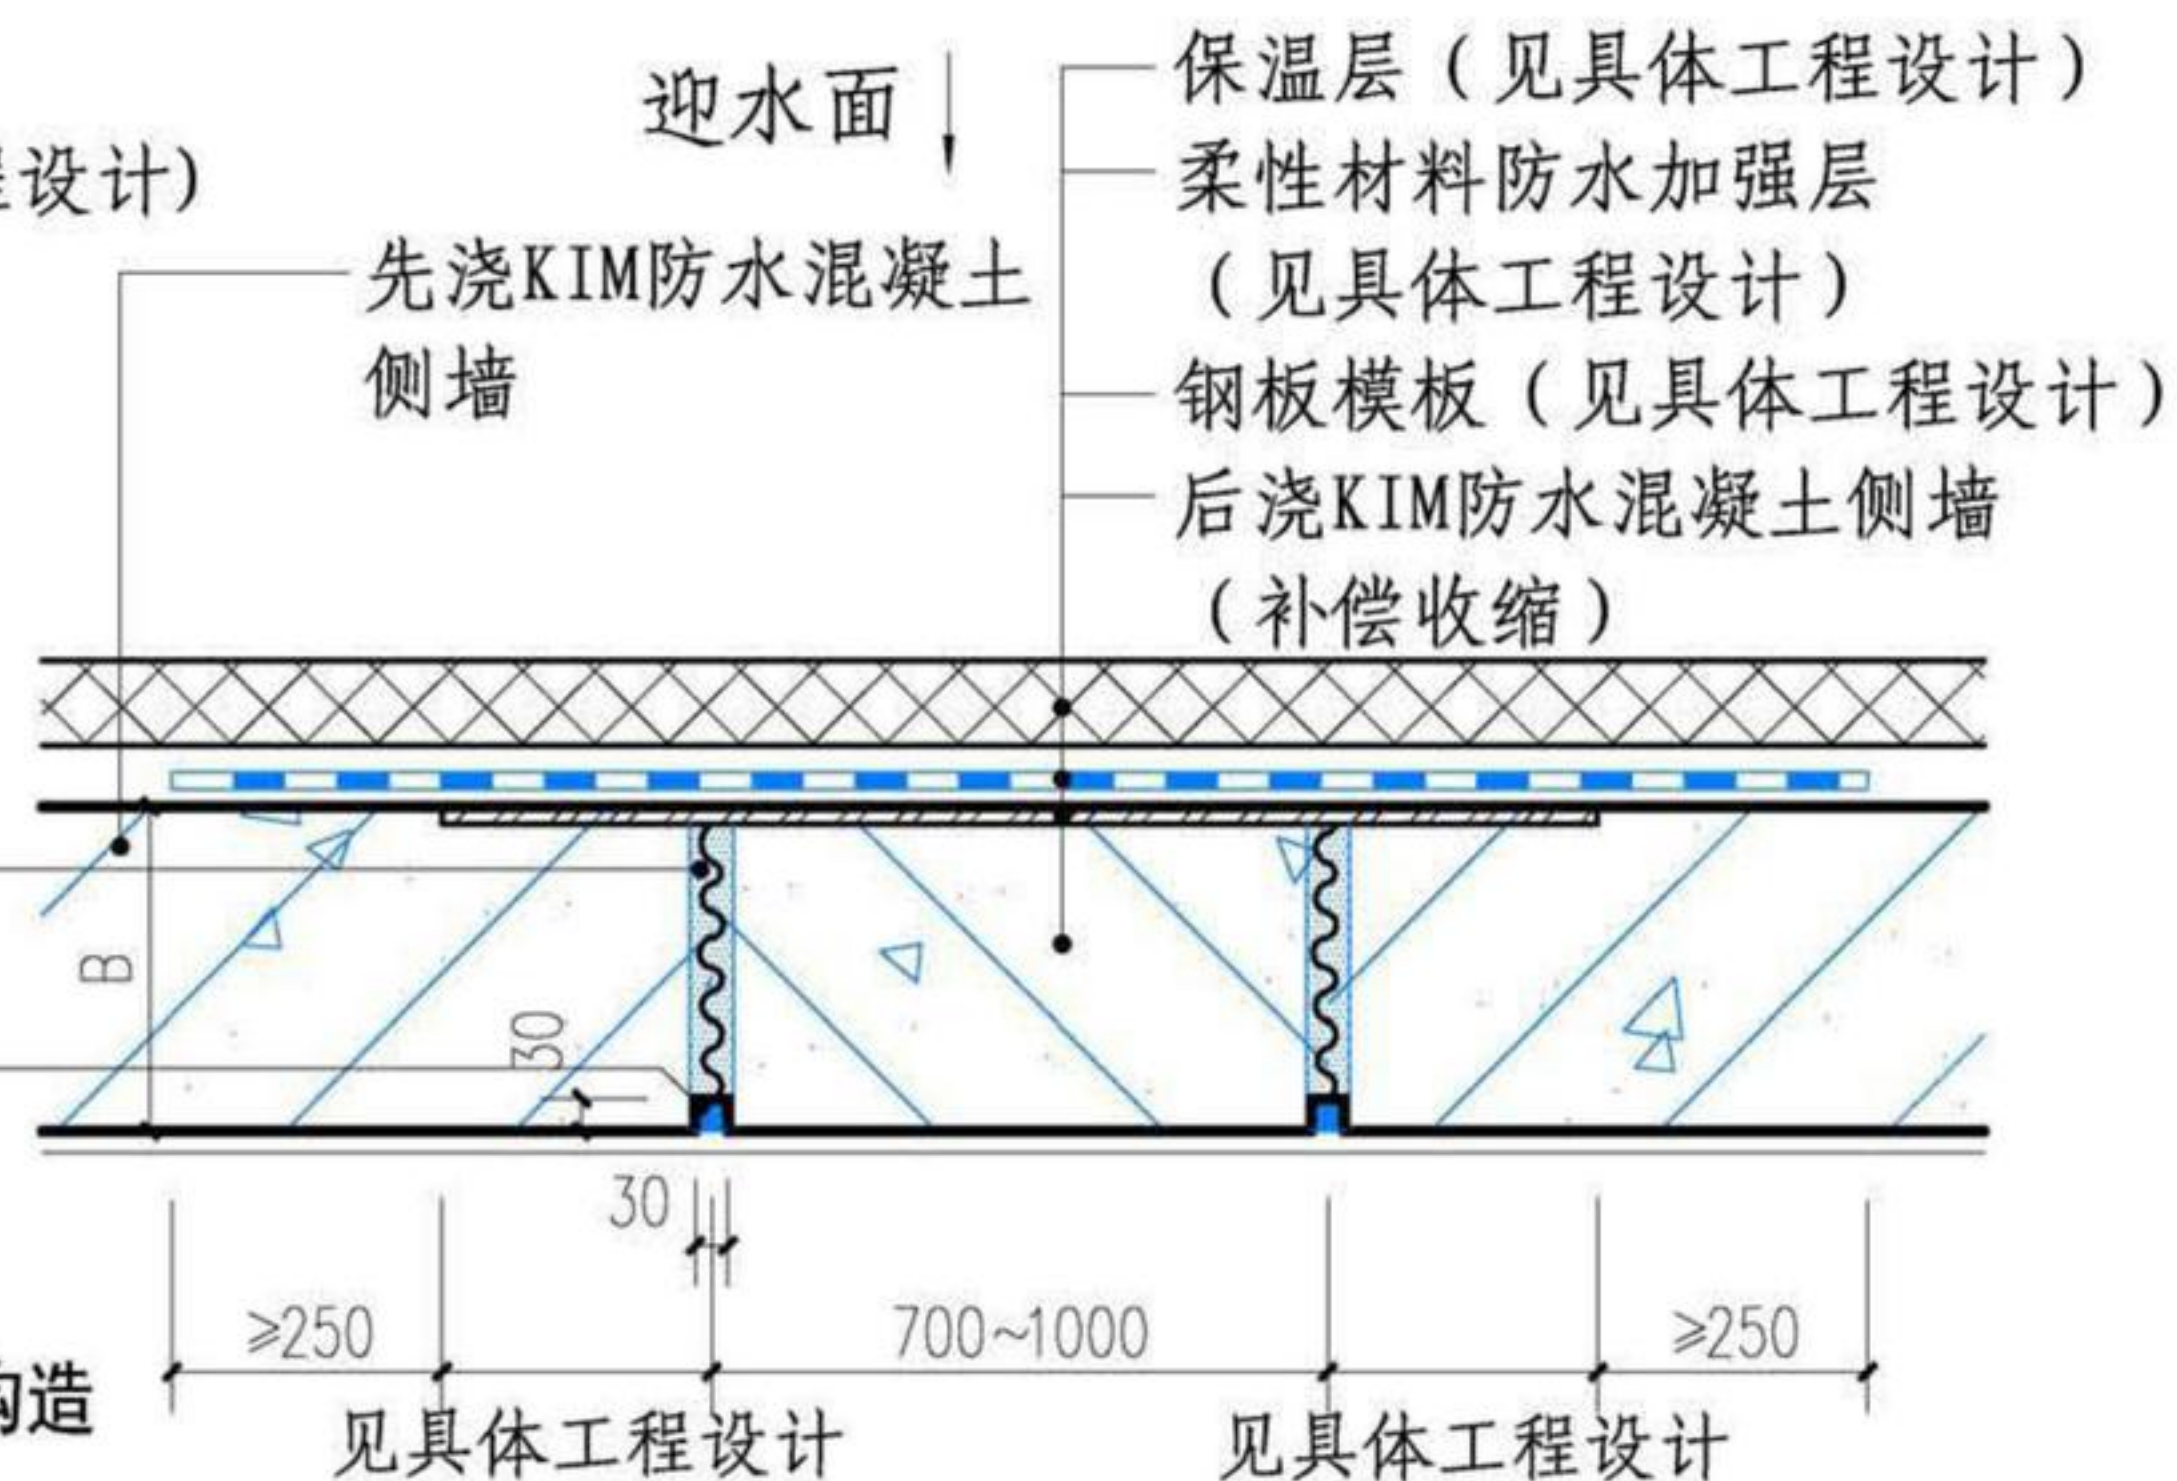 迎水面
保温层（见具体工程设计）
柔性材料防水加强层
（见具体工程设计）
钢板模板（见具体工程设计）
后浇KIM防水混凝土侧墙
（补偿收缩）
程设计)
先浇KIM防水混凝土
侧墙
B
30
30
≥250
700~1000
≥250
构造
见具体工程设计
见具体工程设计